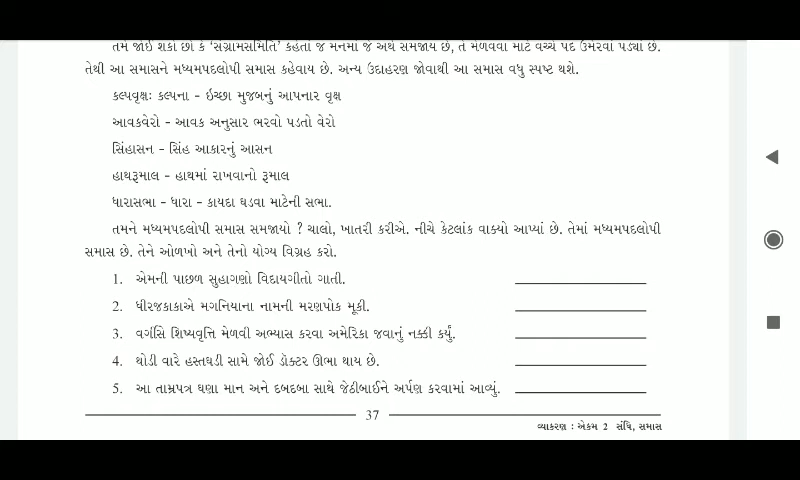 તમે જોઈ શકો છો કે 'સંગ્રામસમિતિ' કહેતાં જ મનમાં જે અર્થ સમજાય છે, તે મેળવવા માટે વચ્ચે પદ ઉમેરવાં પડ્યાં છે.
તેથી આ સમાસને મધ્યમપદલોપી સમાસ કહેવાય છે. અન્ય ઉદાહરણ જોવાથી આ સમાસ વધુ સ્પષ્ટ થશે.
કલ્પવૃક્ષઃ કલ્પના - ઇચ્છા મુજબનું આપનાર વૃક્ષ
આવકવેરો - આવક અનુસાર ભરવો પડતો વેરો
સિંહાસન - સિંહ આકારનું આસન
હાથરૂમાલ - હાથમાં રાખવાનો રૂમાલ
ધારાસભા - ધારા - કાયદા ઘડવા માટેની સભા.
તમને મધ્યમપદલોપી સમાસ સમજાયો ? ચાલો, ખાતરી કરીએ. નીચે કેટલાંક વાક્યો આપ્યાં છે. તેમાં મધ્યમપદલોપી
સમાસ છે. તેને ઓળખો અને તેનો યોગ્ય વિગ્રહ કરો.
1. એમની પાછળ સુહાગણો વિદાયગીતો ગાતી.
2. ધીરજકાકાએ મગનિયાના નામની મરણપોક મૂકી.
3. વર્ગીસે શિષ્યવૃત્તિ મેળવી અભ્યાસ કરવા અમેરિકા જવાનું નક્કી કર્યું.
4. થોડી વારે હસ્તઘડી સામે જોઈ ડૉક્ટર ઊભા થાય છે.
5. આ તામ્રપત્ર ઘણા માન અને દબદબા સાથે જેઠીબાઈને અર્પણ કરવામાં આવ્યું.
37
વ્યાકરણ : એકમ 2 સંધિ, સમાસ